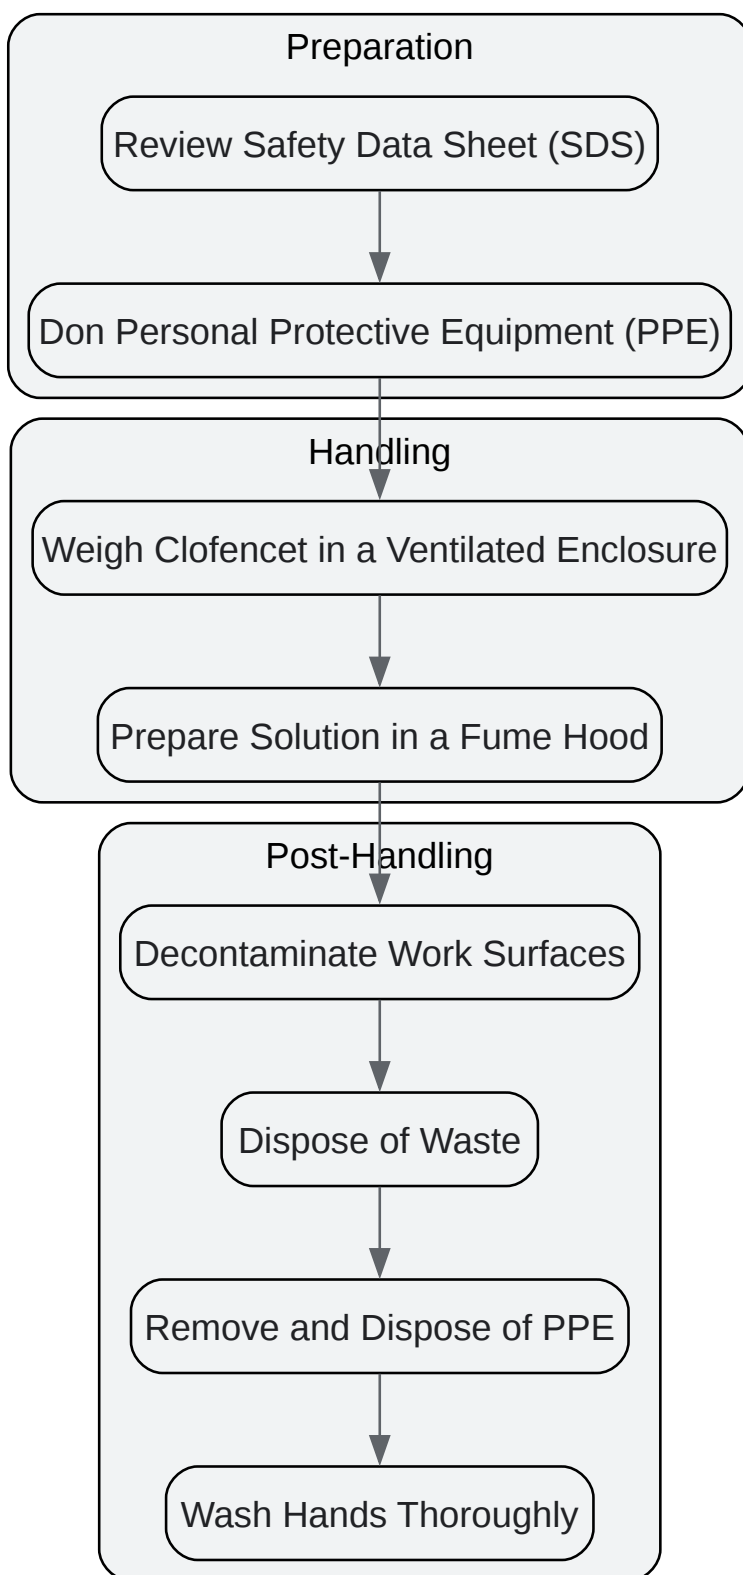 Preparation
Review Safety Data Sheet (SDS)
Don Personal Protective Equipment (PPE)
Handling
Weigh Clofencet in a Ventilated Enclosure
Prepare Solution in a Fume Hood
Post-Handling
Decontaminate Work Surfaces
Dispose of Waste
Remove and Dispose of PPE
Wash Hands Thoroughly